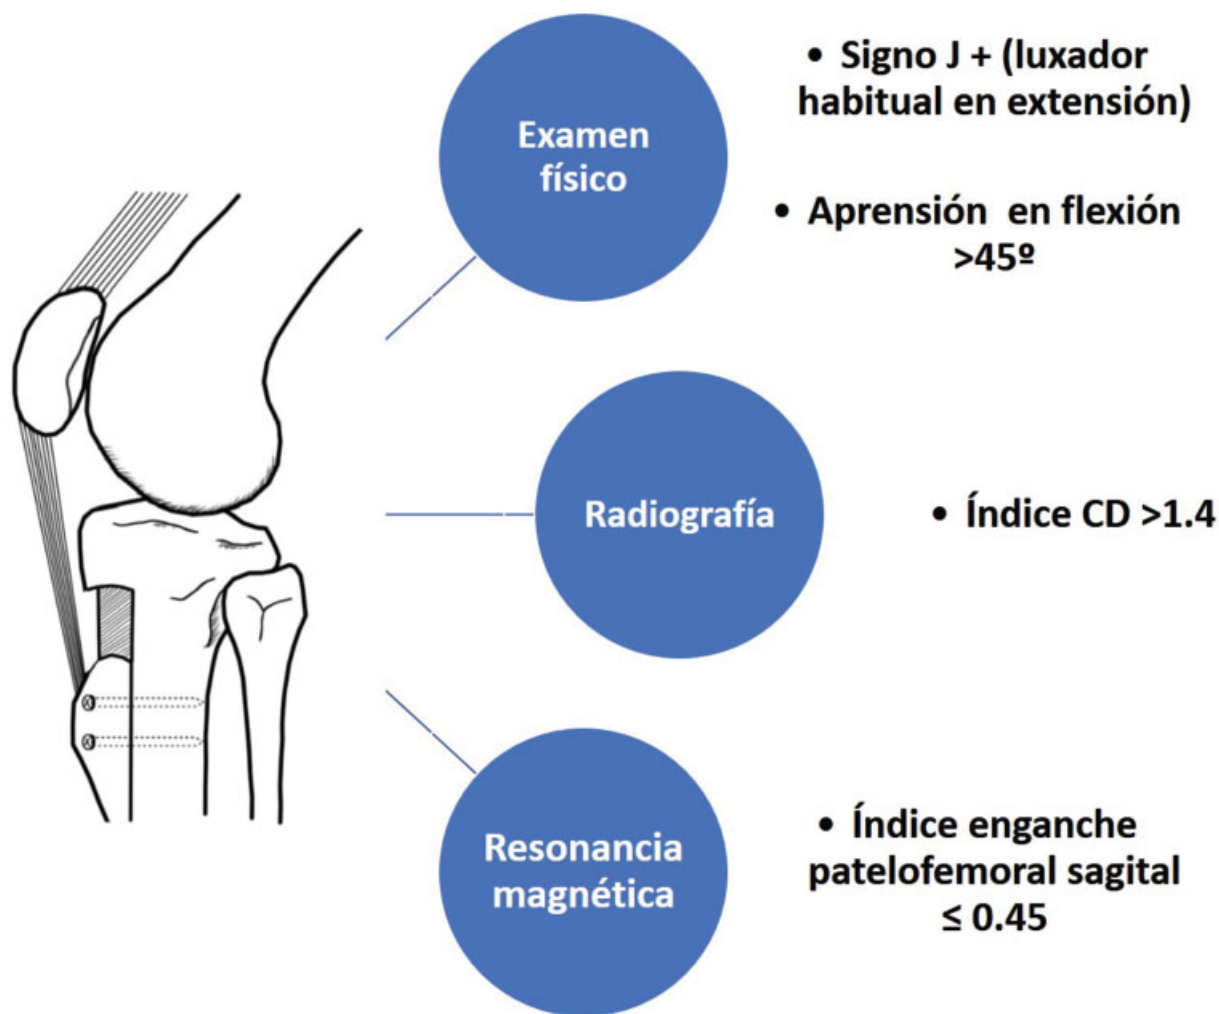 Examen
físico
• Signo J + (luxador
habitual en extensión)
• Aprensión en flexión
>45º
Radiografía
• Índice CD >1.4
Resonancia
magnética
• Índice enganche
patelofemoral sagital
≤ 0.45